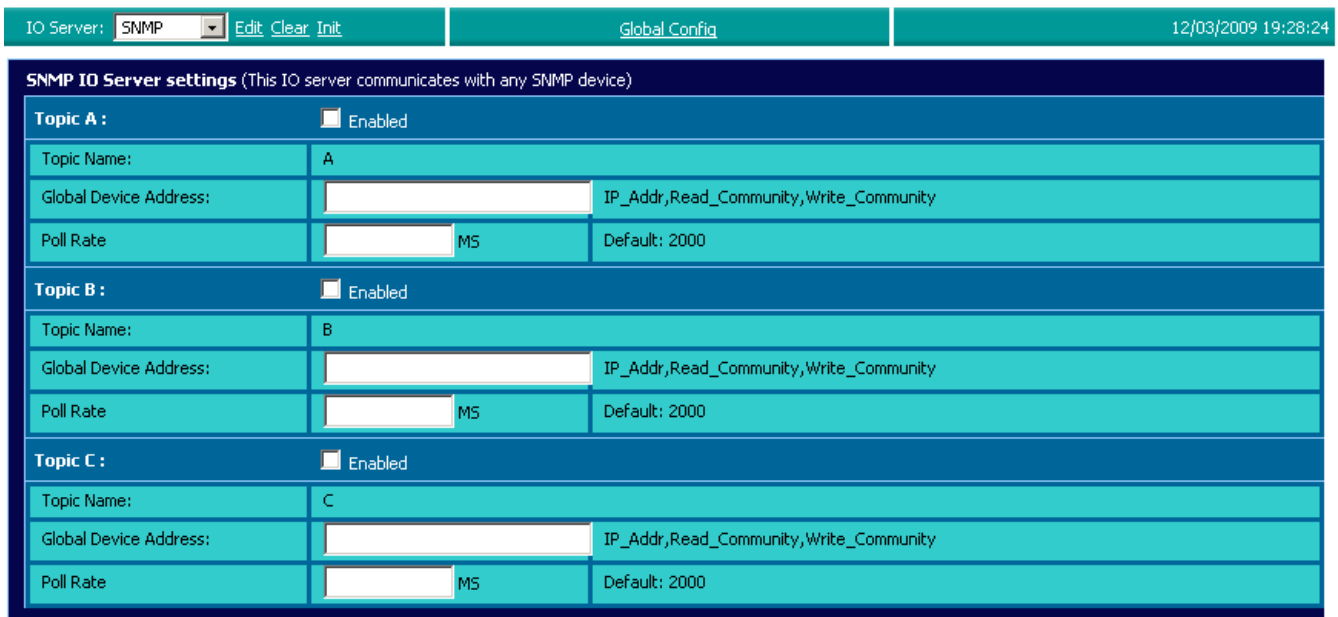 IO Server: SNMP Edit Clear Init Global Config 12/03/2009 19:28:24
SNMP IO Server settings (This IO server communicates with any SNMP device)
Topic A : Enabled
Topic Name: A
Global Device Address: IP_Addr,Read_Community,Write_Community
Poll Rate MS Default: 2000
Topic B : Enabled
Topic Name: B
Global Device Address: IP_Addr,Read_Community,Write_Community
Poll Rate MS Default: 2000
Topic C : Enabled
Topic Name: C
Global Device Address: IP_Addr,Read_Community,Write_Community
Poll Rate MS Default: 2000